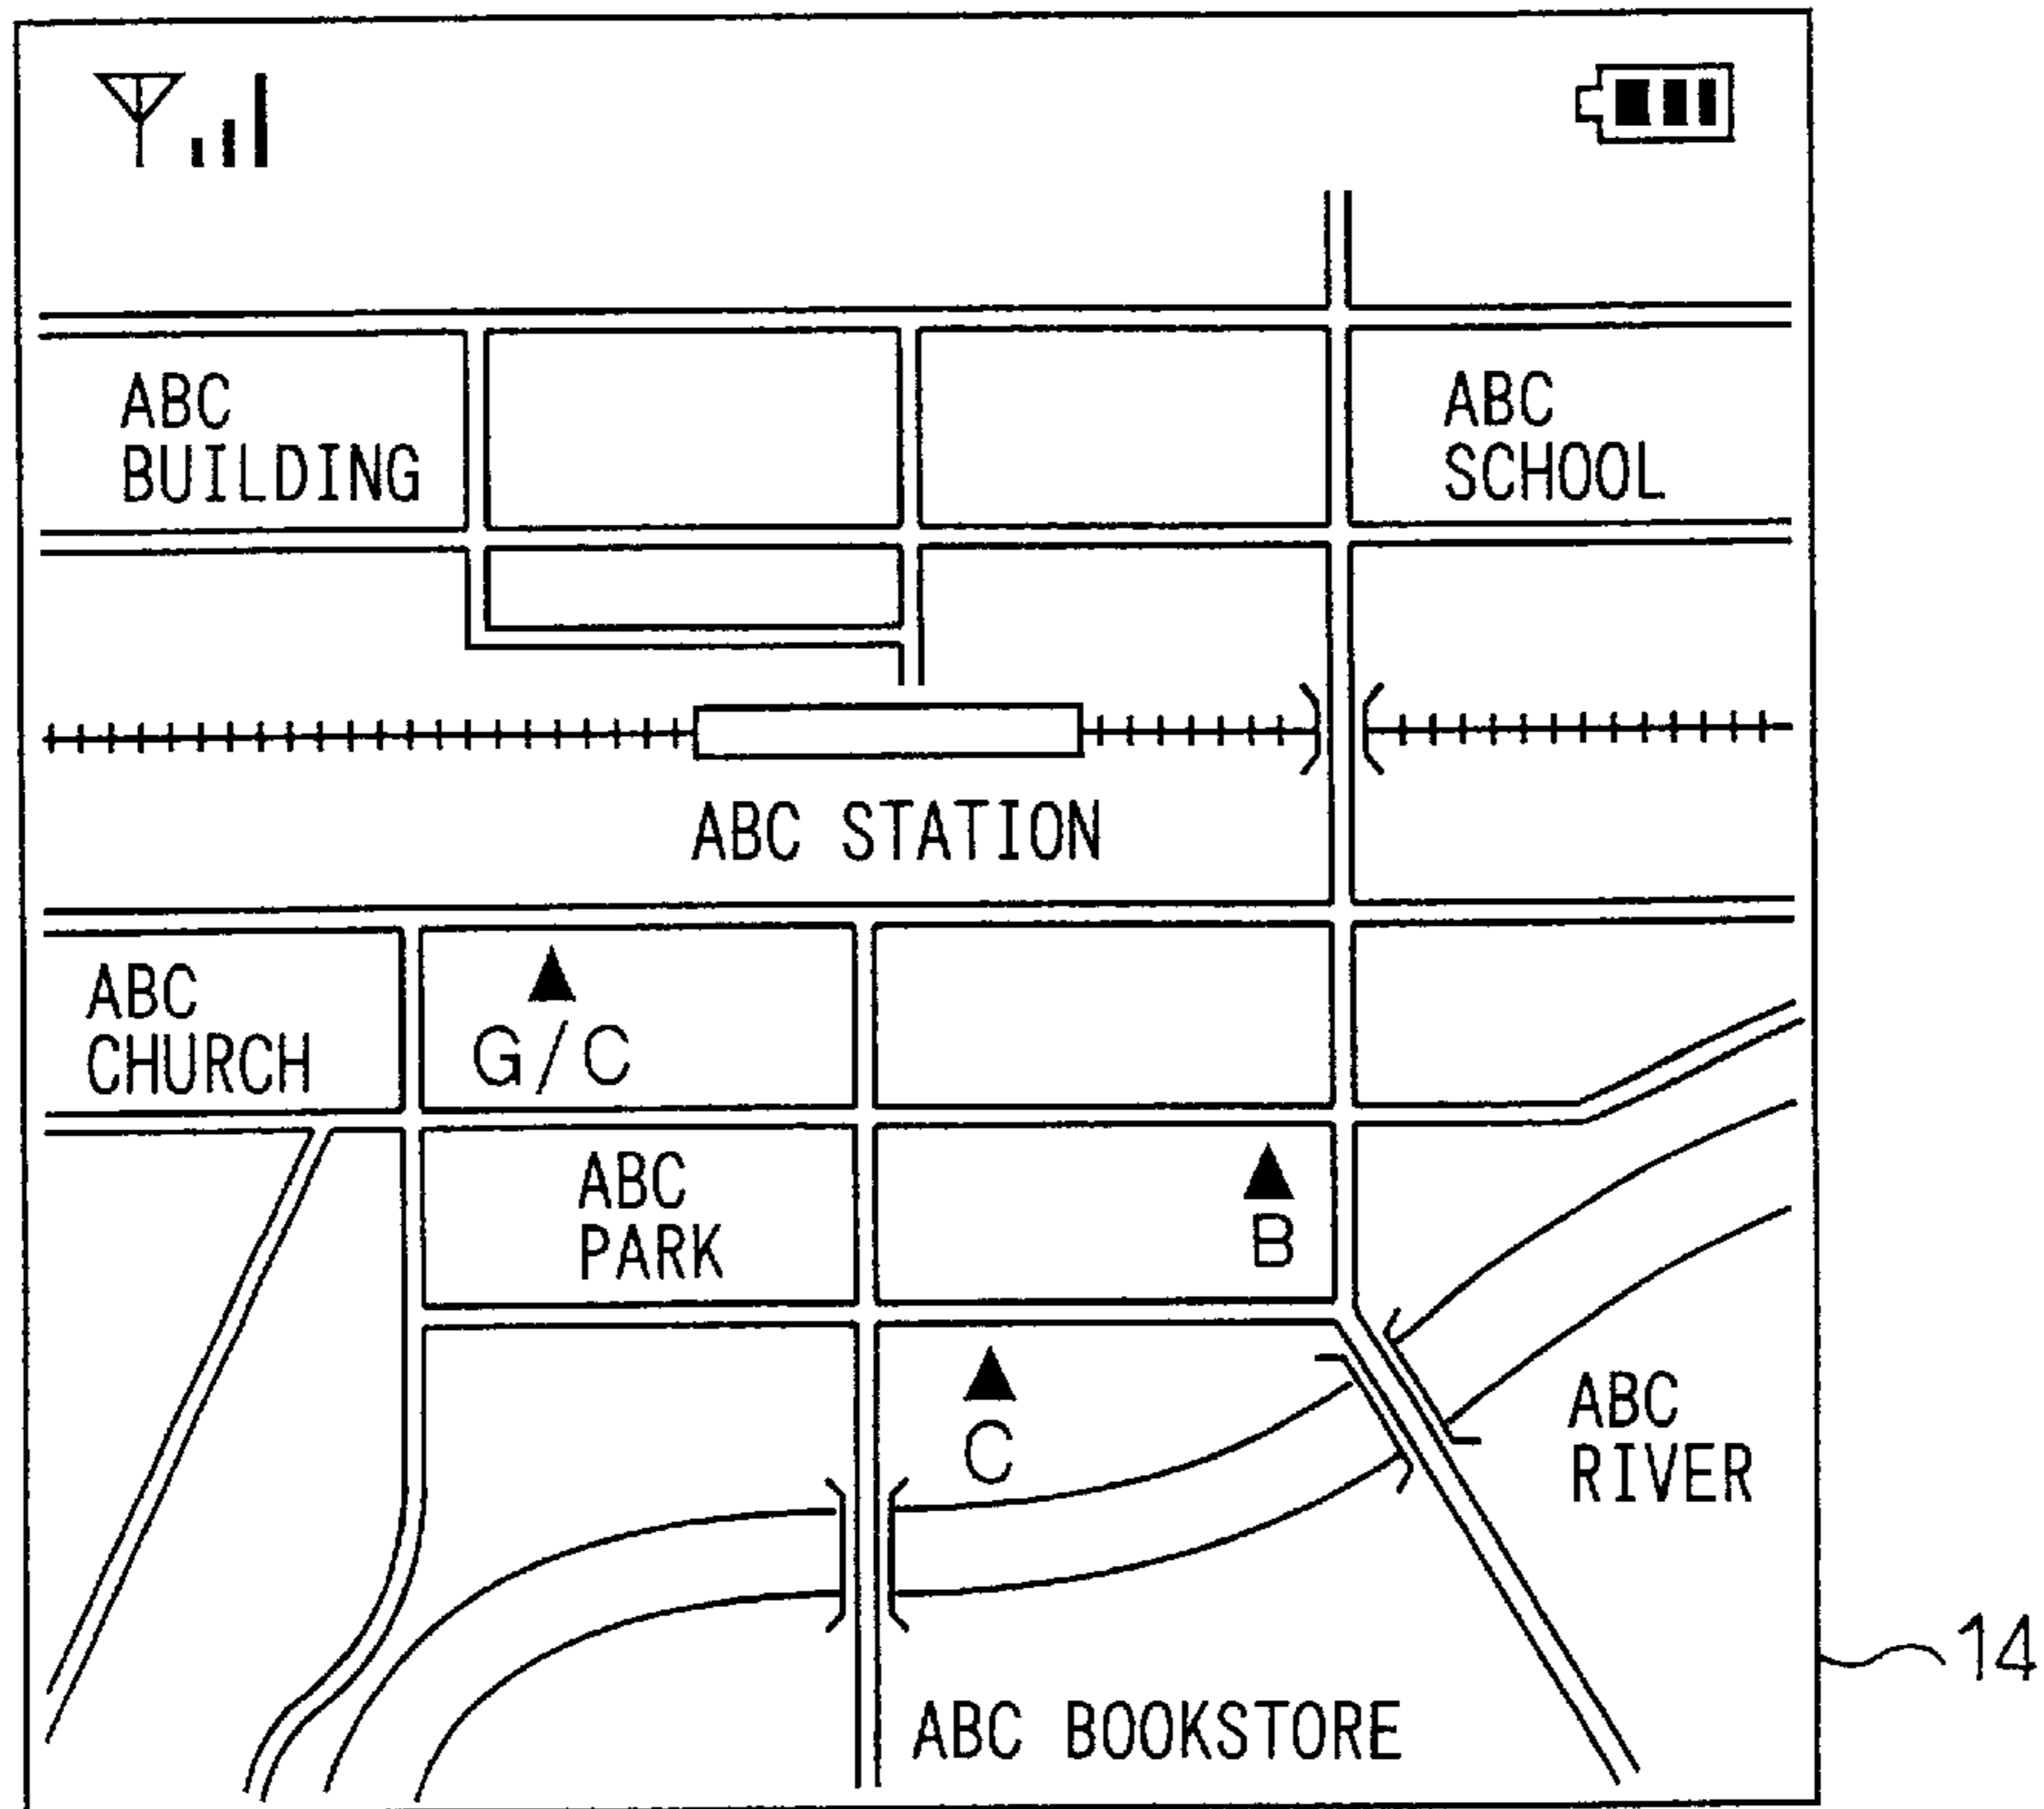 ABC
BUILDING
ABC
SCHOOL
ABC STATION
ABC
CHURCH
G/C
ABC
PARK
B
C
ABC
RIVER
14
ABC BOOKSTORE